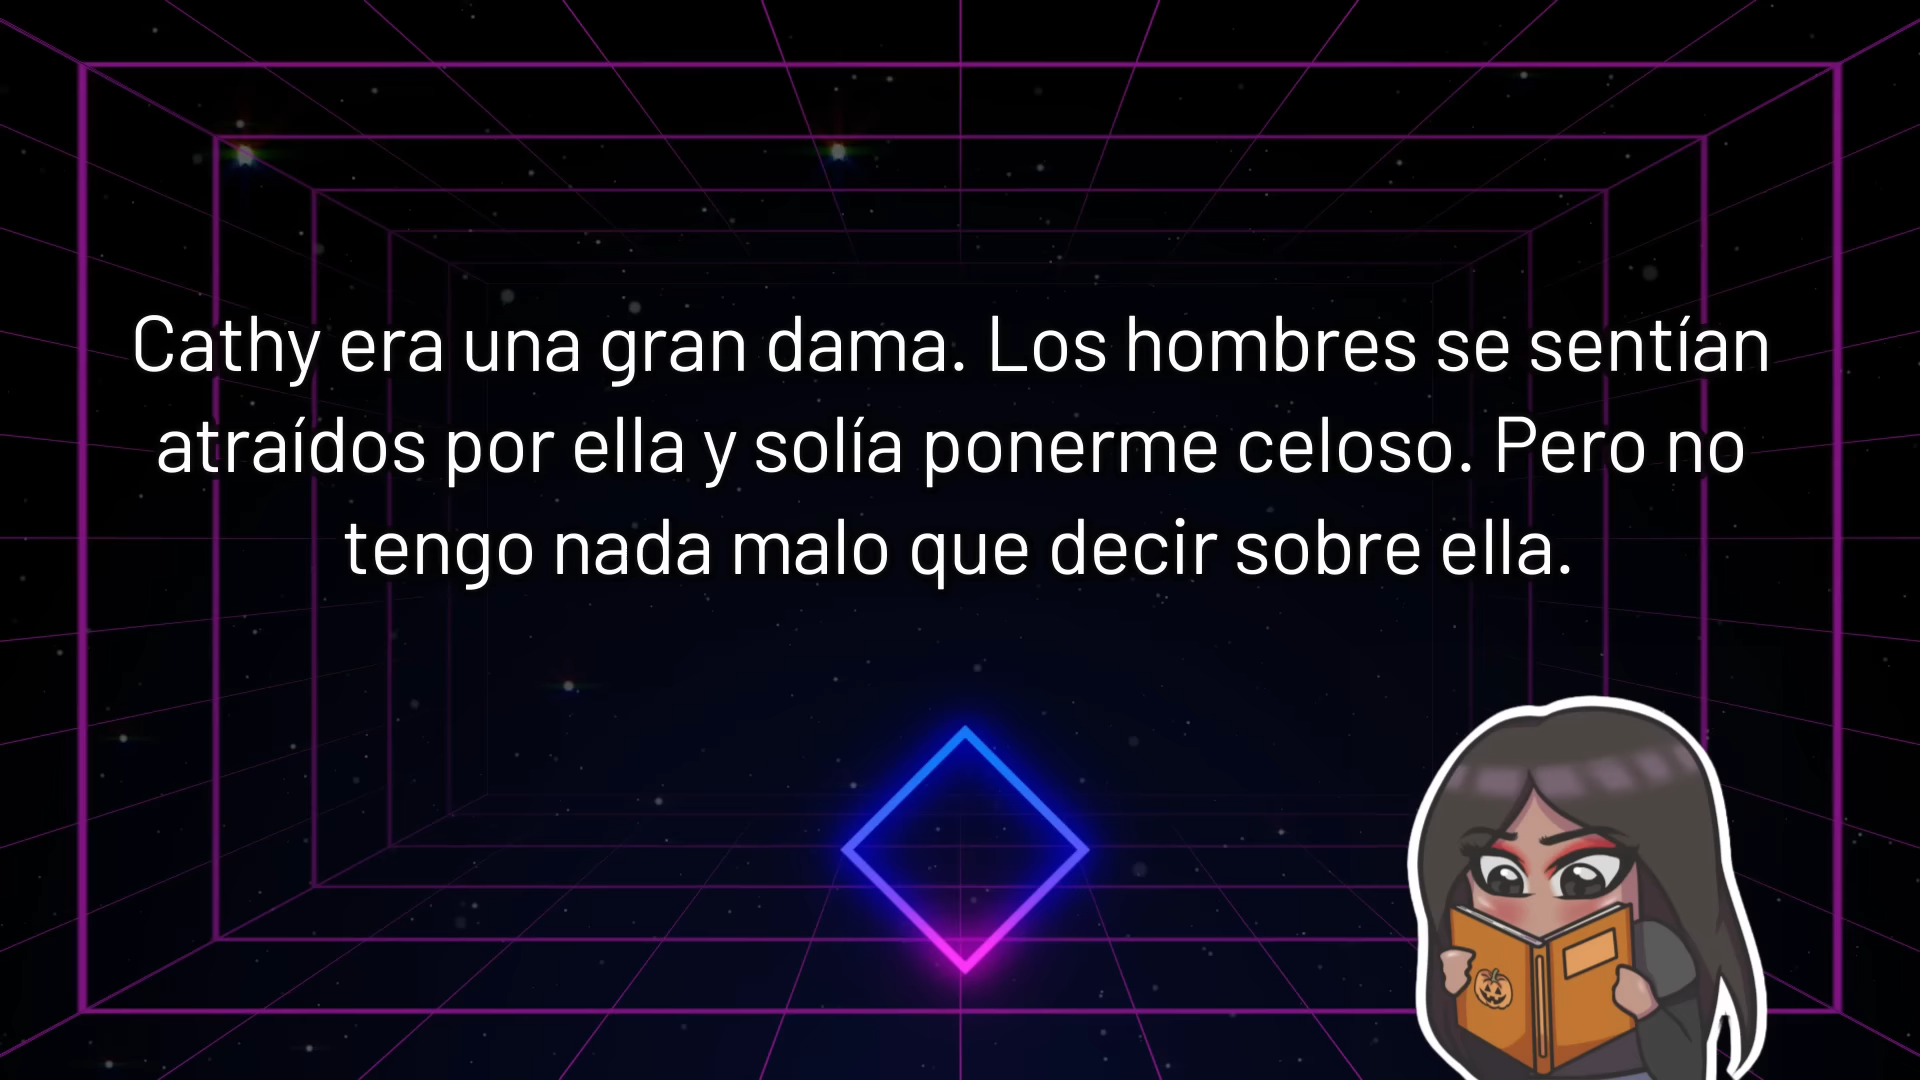 Cathy era una gran dama. Los hombres se sentían
atraídos por ella y solía ponerme celoso. Pero no
tengo nada malo que decir sobre ella.